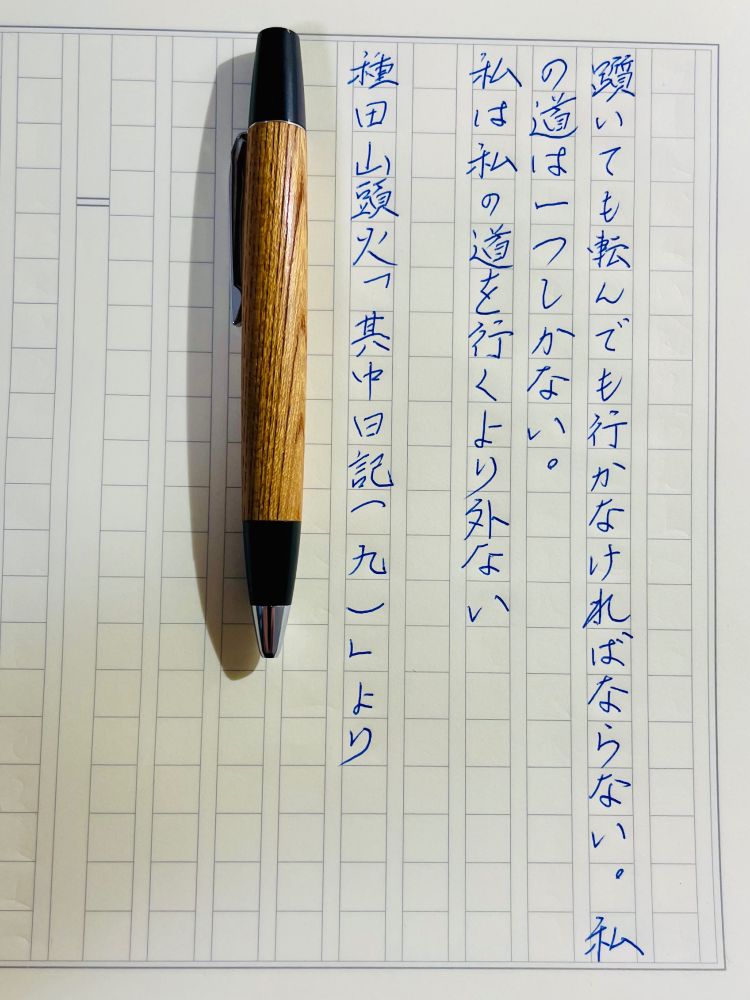 躓いても転んでも行かなければならない。 私
の道は一つしかない。
私は私の道を行くより外ない
種田山頭火「其中日記(九)」より